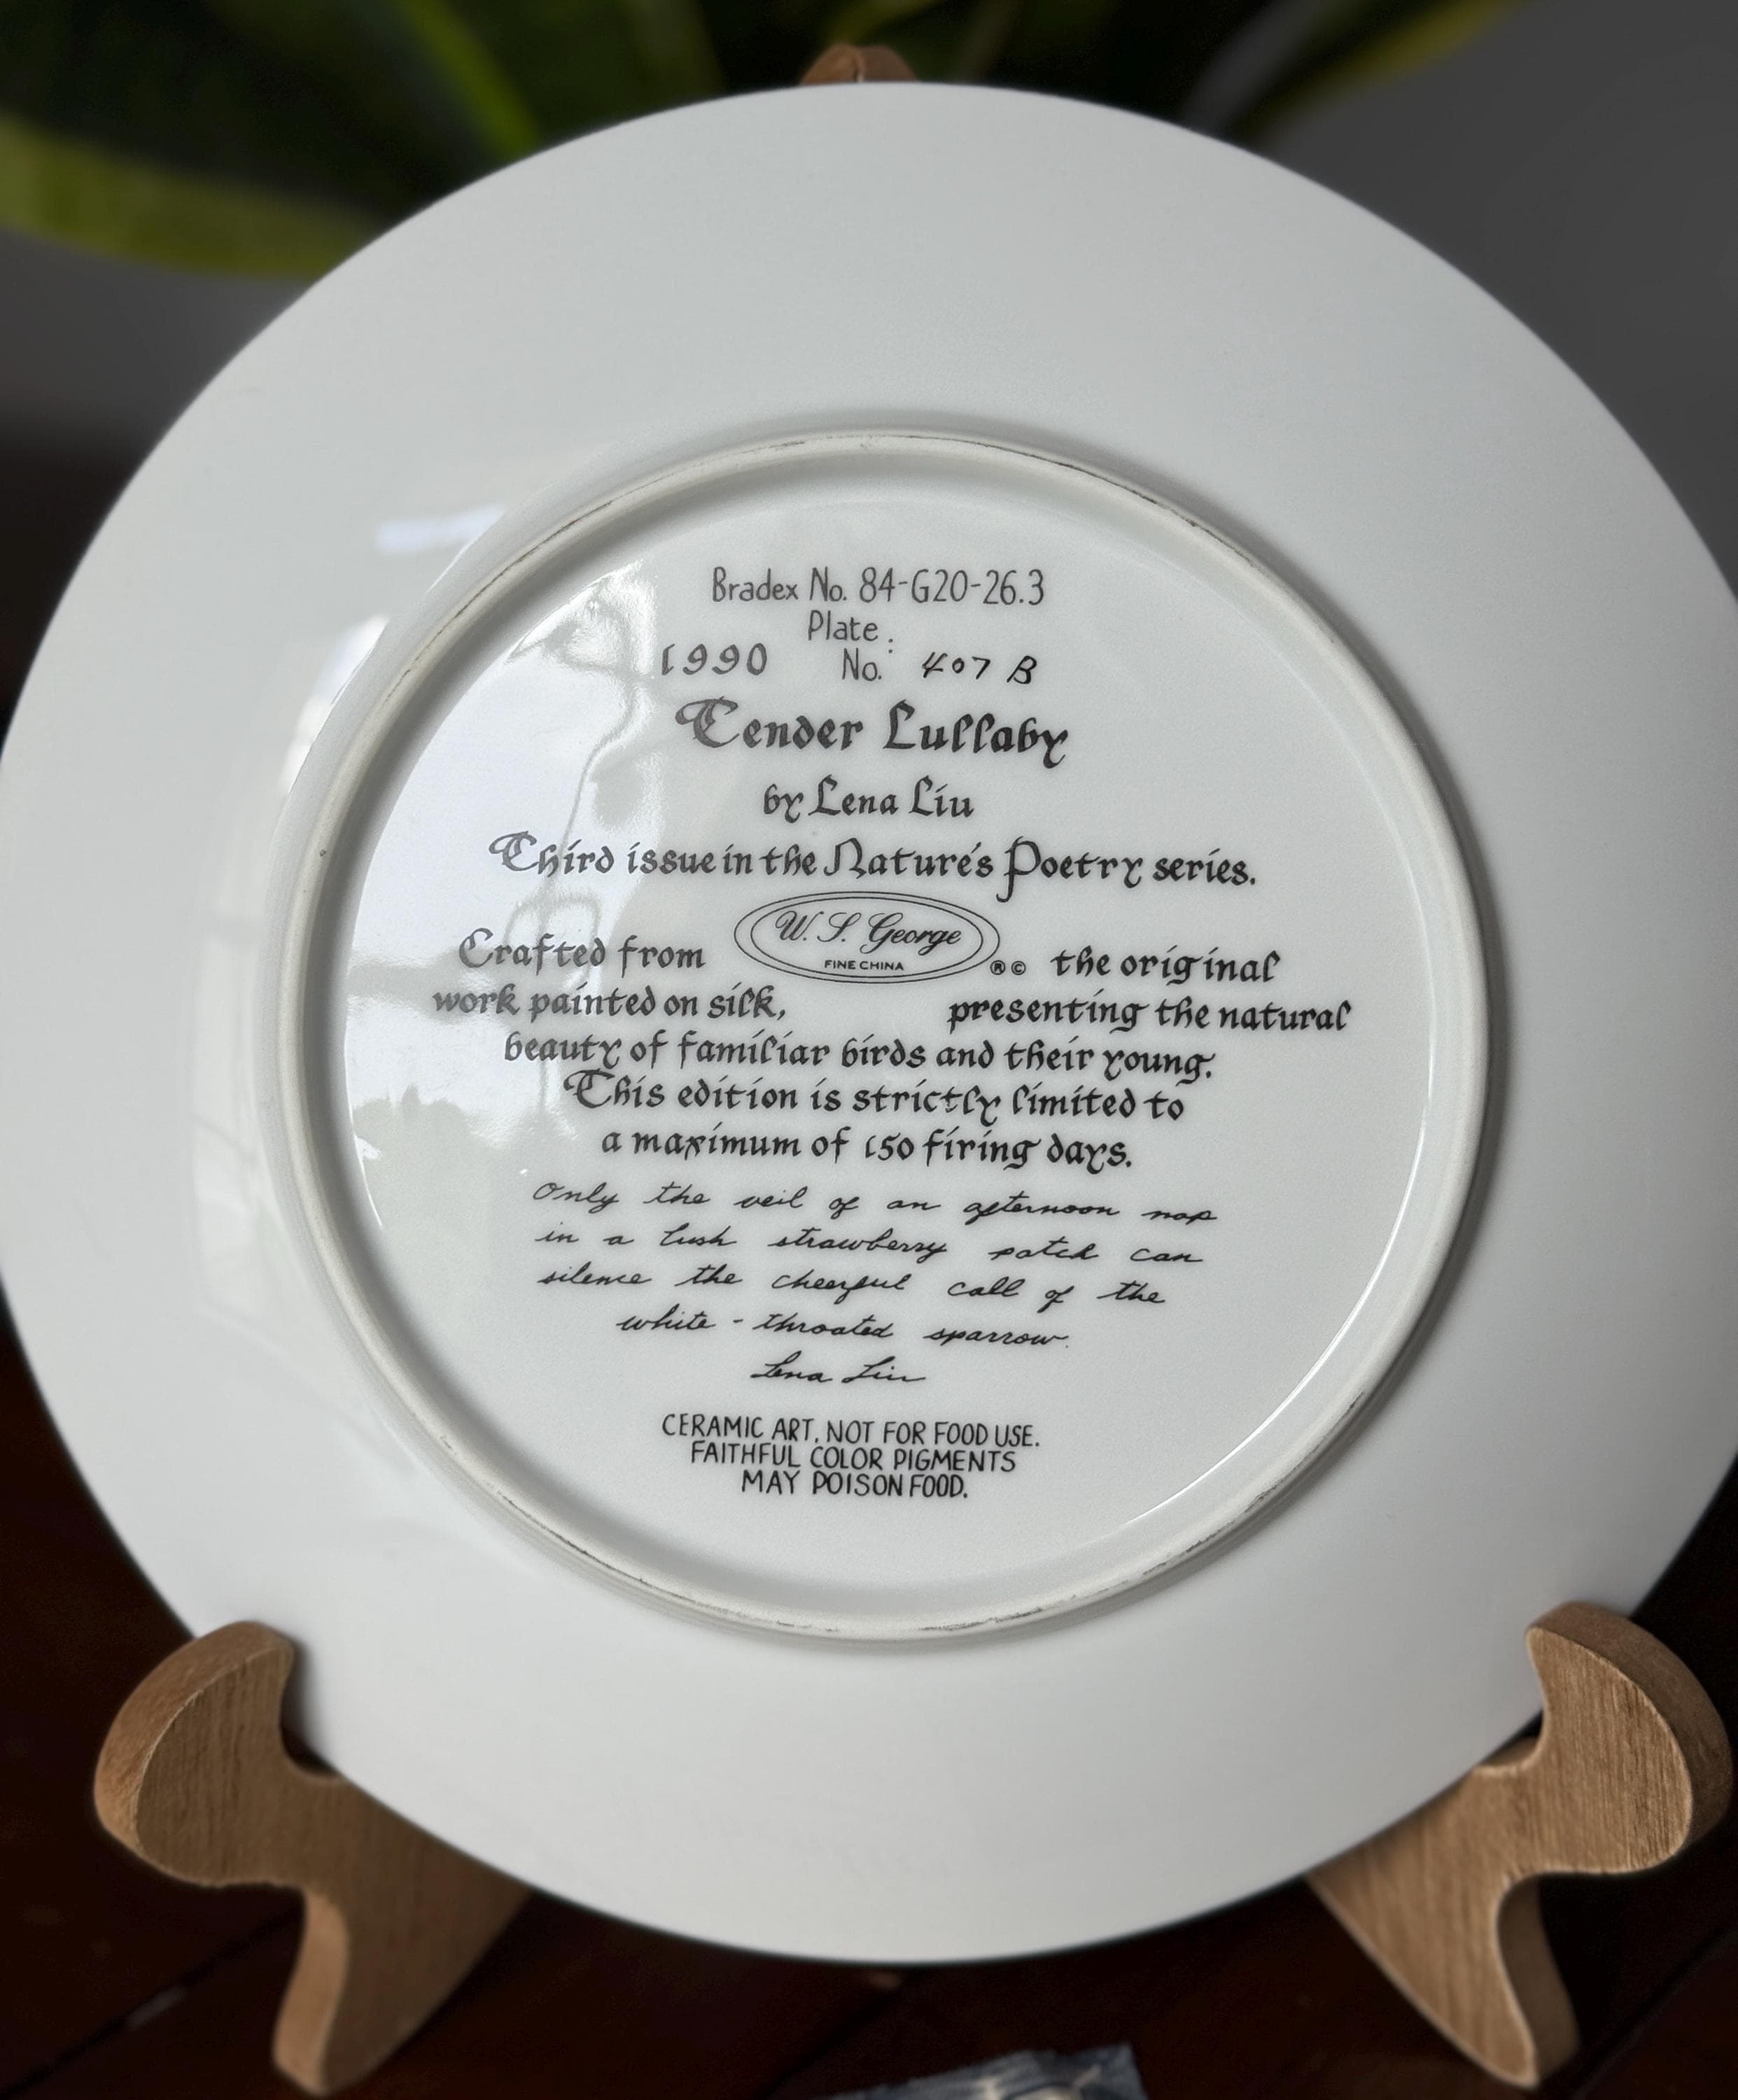 Bradex No. 84-G20-26.3
Plate
1990 No. 407 B
Tender Lullaby
by Lena Liu
Third issue in the Nature's Poetry series.
W. S. George
FINE CHINA
®©
Crafted from the original
work painted on silk, presenting the natural
beauty of familiar birds and their young.
This edition is strictly limited to
a maximum of 150 firing days.
Only the veil of an afternoon nap
in a lush strawberry patch can
silence the cheerful call of the
white-throated sparrow.
Lena Liu
CERAMIC ART. NOT FOR FOOD USE.
FAITHFUL COLOR PIGMENTS
MAY POISON FOOD.